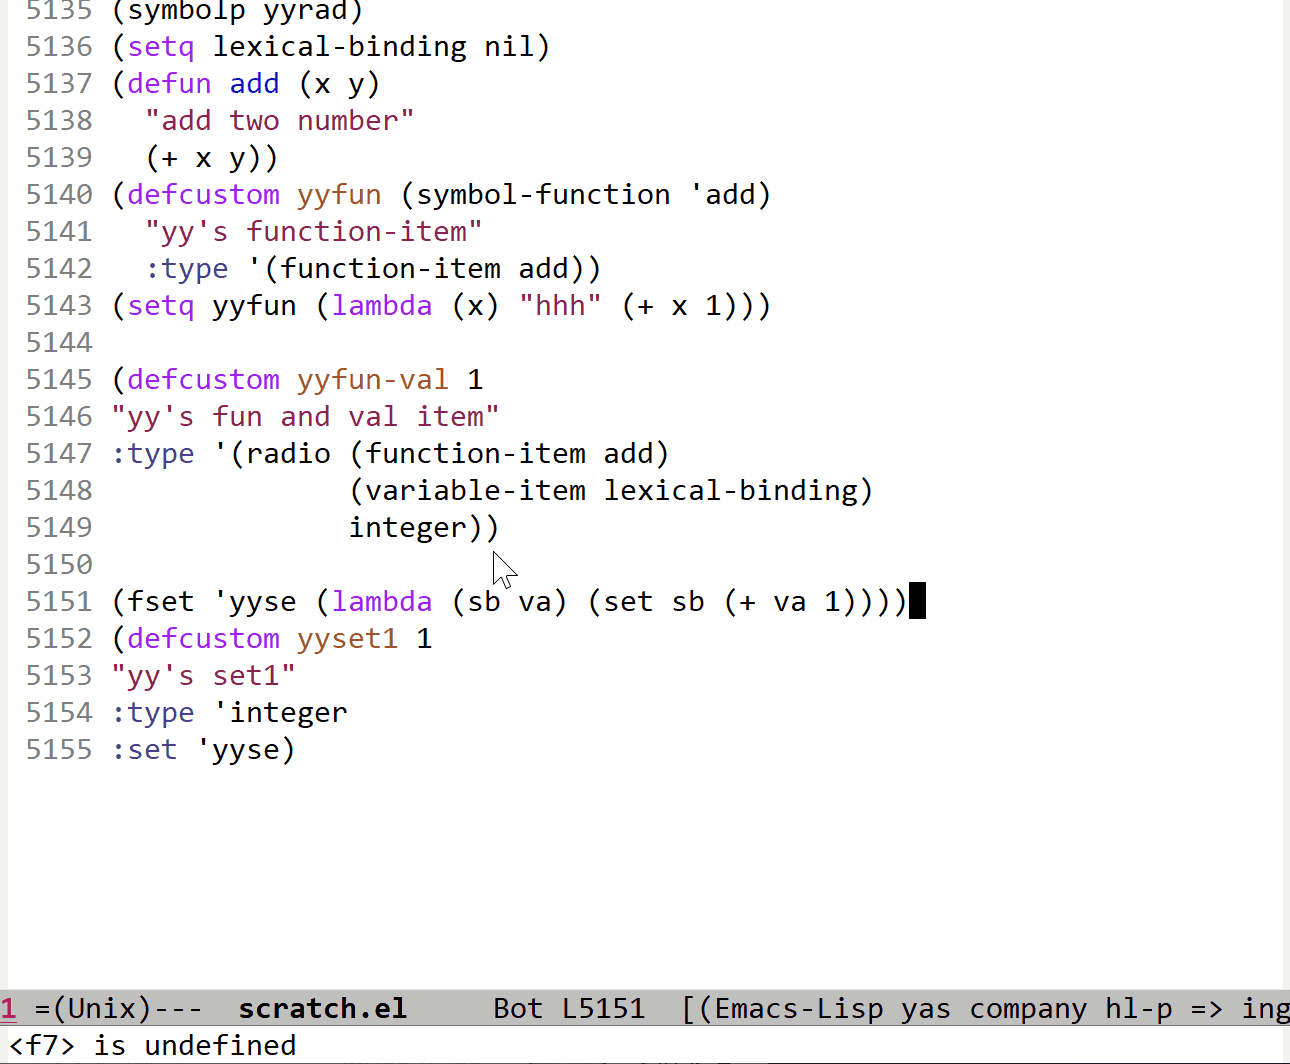 5135 (symbolp yyrad)
5136 (setq lexical-binding nil)
5137 (defun add (x y)
5138   "add two number"
5139   (+ x y))
5140 (defcustom yyfun (symbol-function 'add)
5141   "yy's function-item"
5142   :type '(function-item add))
5143 (setq yyfun (lambda (x) "hhh" (+ x 1)))
5144
5145 (defcustom yyfun-val 1
5146 "yy's fun and val item"
5147 :type '(radio (function-item add)
5148               (variable-item lexical-binding)
5149               integer))
5150
5151 (fset 'yyse (lambda (sb va) (set sb (+ va 1))))
5152 (defcustom yyset1 1
5153 "yy's set1"
5154 :type 'integer
5155 :set 'yyse)
1 =(Unix)---  scratch.el     Bot L5151  [(Emacs-Lisp yas company hl-p => ing
<f7> is undefined